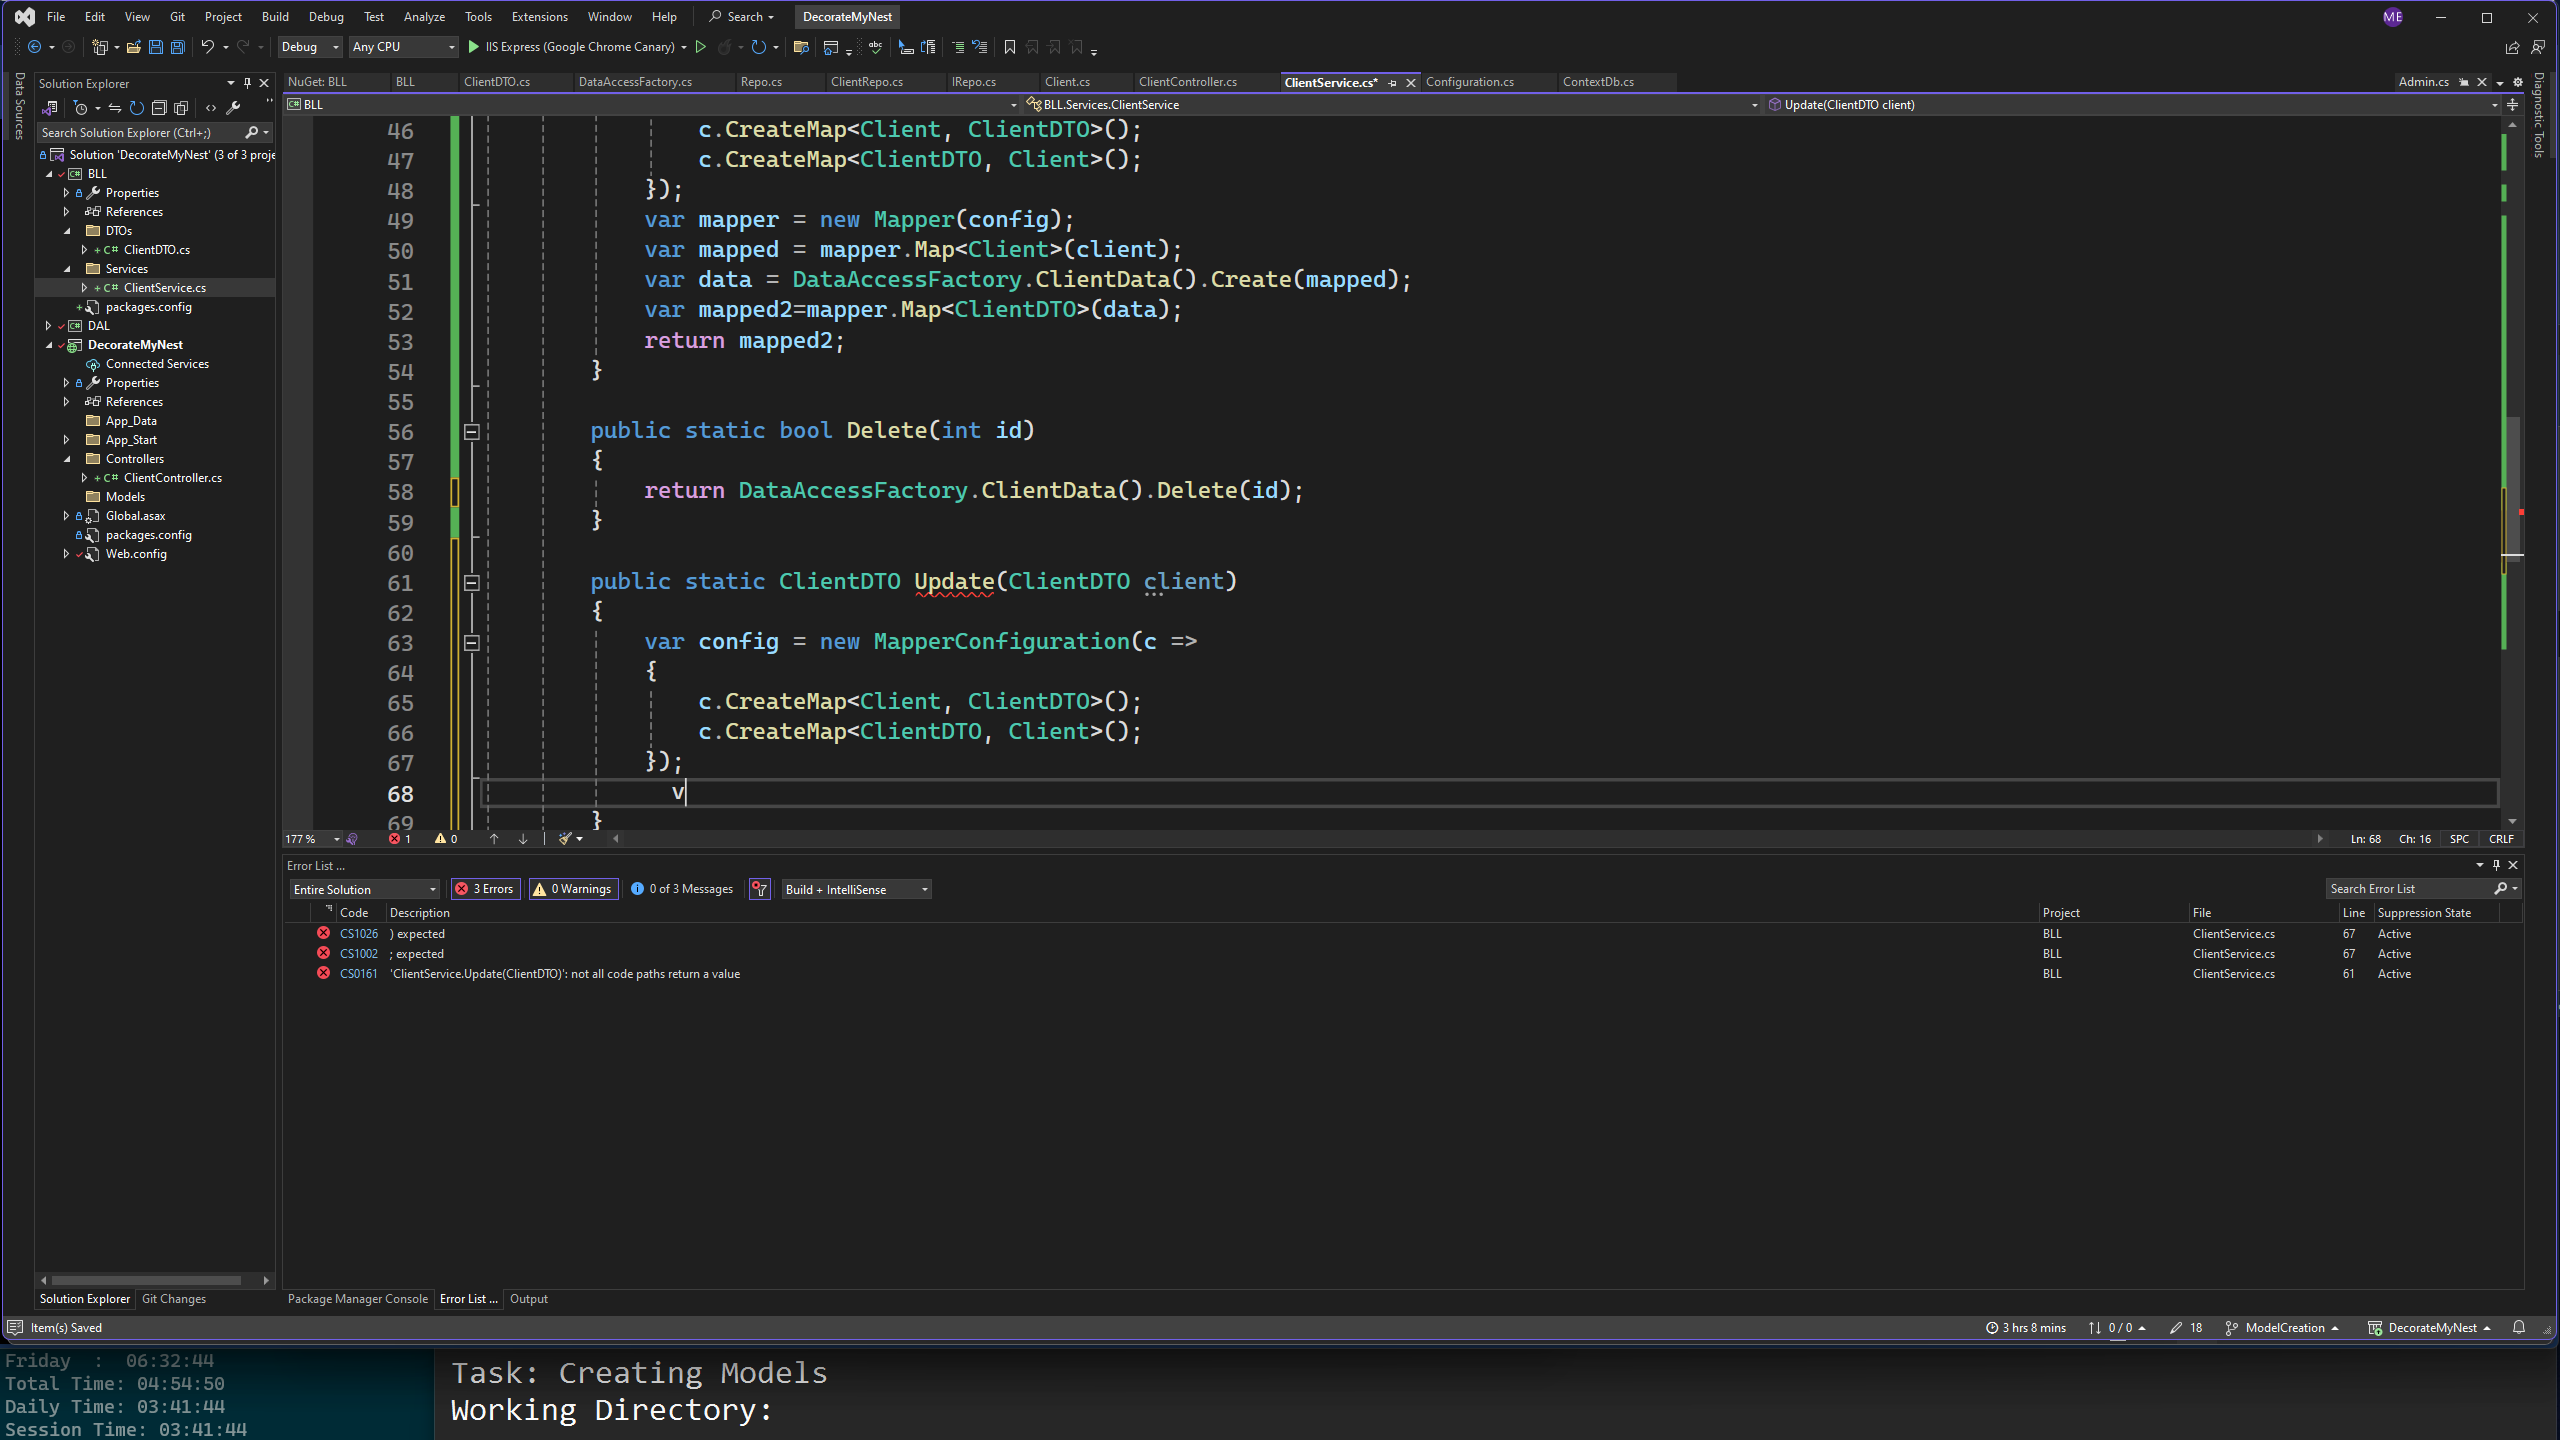 File Edit View Git Project Build Debug Test Analyze Tools Extensions Window Help Search DecorateMyNest ME
Debug Any CPU IIS Express (Google Chrome Canary)
Data Sources
Solution Explorer
Search Solution Explorer (Ctrl+;)
Solution 'DecorateMyNest' (3 of 3 proje
BLL
Properties
References
DTOs
C# ClientDTO.cs
Services
C# ClientService.cs
packages.config
DAL
DecorateMyNest
Connected Services
Properties
References
App_Data
App_Start
Controllers
C# ClientController.cs
Models
Global.asax
packages.config
Web.config
Solution Explorer Git Changes
NuGet: BLL BLL ClientDTO.cs DataAccessFactory.cs Repo.cs ClientRepo.cs IRepo.cs Client.cs ClientController.cs ClientService.cs* Configuration.cs ContextDb.cs Admin.cs
Diagnostic Tools
BLL BLL.Services.ClientService Update(ClientDTO client)
46 c.CreateMap<Client, ClientDTO>();
47 c.CreateMap<ClientDTO, Client>();
48 });
49 var mapper = new Mapper(config);
50 var mapped = mapper.Map<Client>(client);
51 var data = DataAccessFactory.ClientData().Create(mapped);
52 var mapped2=mapper.Map<ClientDTO>(data);
53 return mapped2;
54 }
55
56 public static bool Delete(int id)
57 {
58 return DataAccessFactory.ClientData().Delete(id);
59 }
60
61 public static ClientDTO Update(ClientDTO client)
62 {
63 var config = new MapperConfiguration(c =>
64 {
65 c.CreateMap<Client, ClientDTO>();
66 c.CreateMap<ClientDTO, Client>();
67 });
68 v
69 }
177 % 1 0 Ln: 68 Ch: 16 SPC CRLF
Error List ...
Entire Solution 3 Errors 0 Warnings 0 of 3 Messages Build + IntelliSense Search Error List
Code Description Project File Line Suppression State
CS1026 ) expected BLL ClientService.cs 67 Active
CS1002 ; expected BLL ClientService.cs 67 Active
CS0161 'ClientService.Update(ClientDTO)': not all code paths return a value BLL ClientService.cs 61 Active
Package Manager Console Error List ... Output
Item(s) Saved 3 hrs 8 mins 0 / 0 18 ModelCreation DecorateMyNest
Friday : 06:32:44
Total Time: 04:54:50
Daily Time: 03:41:44
Session Time: 03:41:44
Task: Creating Models
Working Directory: